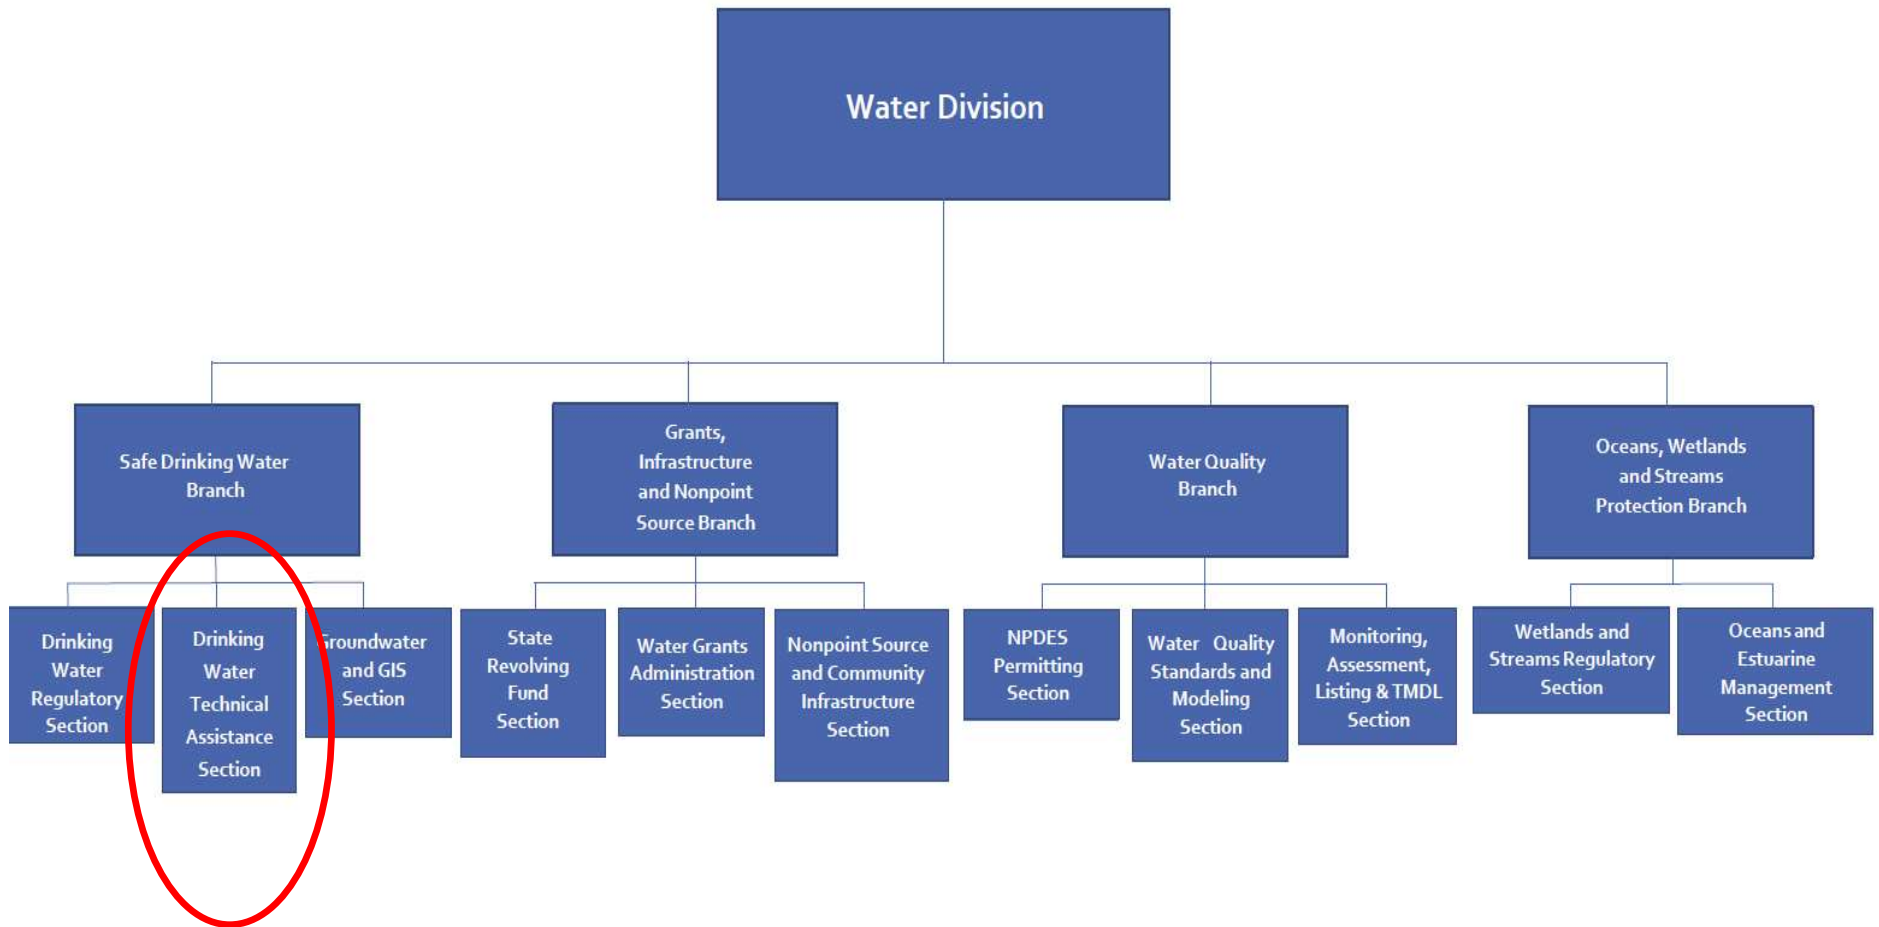 Water Division
Safe Drinking Water
Branch
Grants,
Infrastructure
and Nonpoint
Source Branch
Water Quality
Branch
Oceans, Wetlands
and Streams
Protection Branch
Drinking
Water
Regulatory
Section
Drinking
Water
Technical
Assistance
Section
Groundwater
and GIS
Section
State
Revolving
Fund
Section
Water Grants
Administration
Section
Nonpoint Source
and Community
Infrastructure
Section
NPDES
Permitting
Section
Water Quality
Standards and
Modeling
Section
Monitoring,
Assessment,
Listing & TMDL
Section
Wetlands and
Streams Regulatory
Section
Oceans and
Estuarine
Management
Section